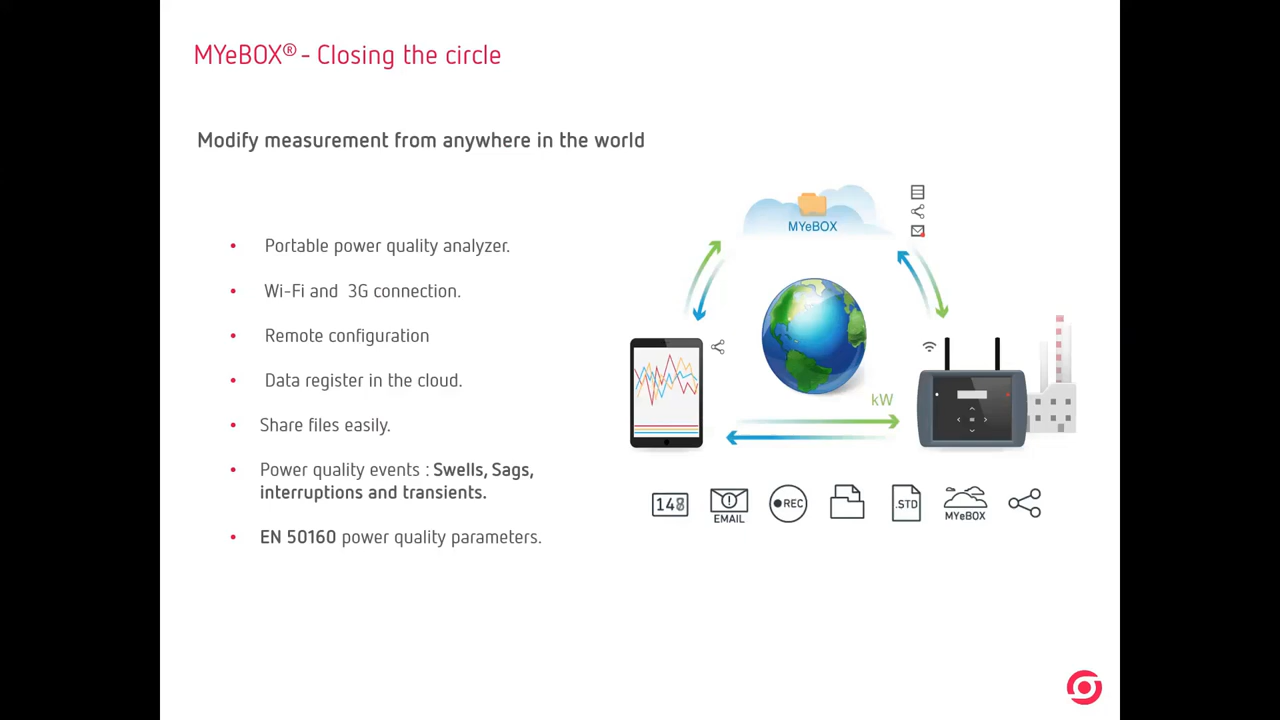 MYeBOX® - Closing the circle
Modify measurement from anywhere in the world
• Portable power quality analyzer.
• Wi-Fi and 3G connection.
• Remote configuration
• Data register in the cloud.
• Share files easily.
• Power quality events : Swells, Sags,
interruptions and transients.
• EN 50160 power quality parameters.
MYeBOX
kW
148
EMAIL
REC
.STD
MYeBOX